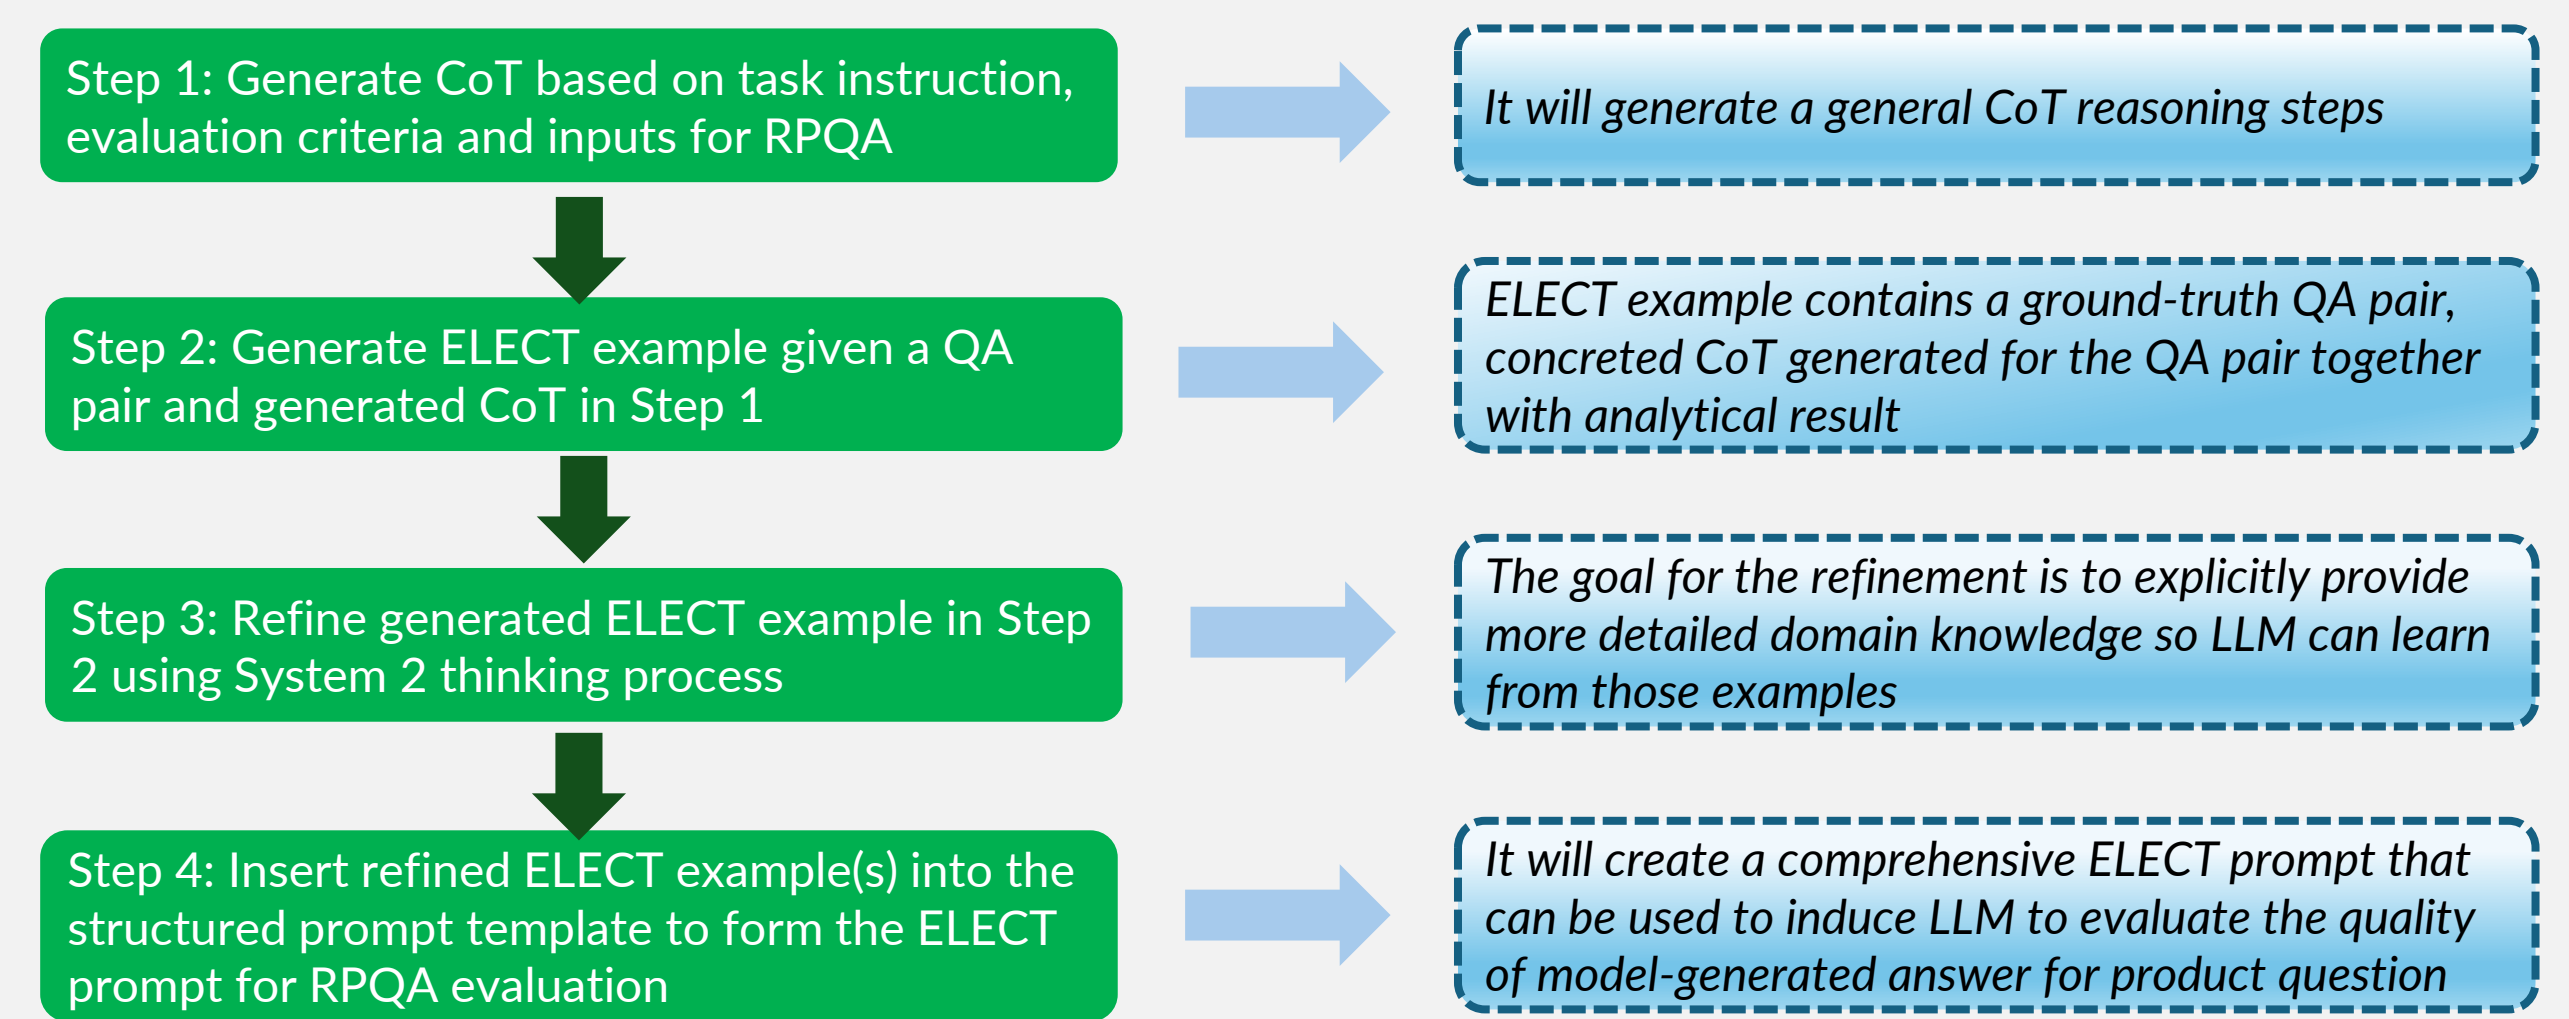 Step 1: Generate CoT based on task instruction,
evaluation criteria and inputs for RPQA
It will generate a general CoT reasoning steps
Step 2: Generate ELECT example given a QA
pair and generated CoT in Step 1
ELECT example contains a ground-truth QA pair,
concreted CoT generated for the QA pair together
with analytical result
Step 3: Refine generated ELECT example in Step
2 using System 2 thinking process
The goal for the refinement is to explicitly provide
more detailed domain knowledge so LLM can learn
from those examples
Step 4: Insert refined ELECT example(s) into the
structured prompt template to form the ELECT
prompt for RPQA evaluation
It will create a comprehensive ELECT prompt that
can be used to induce LLM to evaluate the quality
of model-generated answer for product question